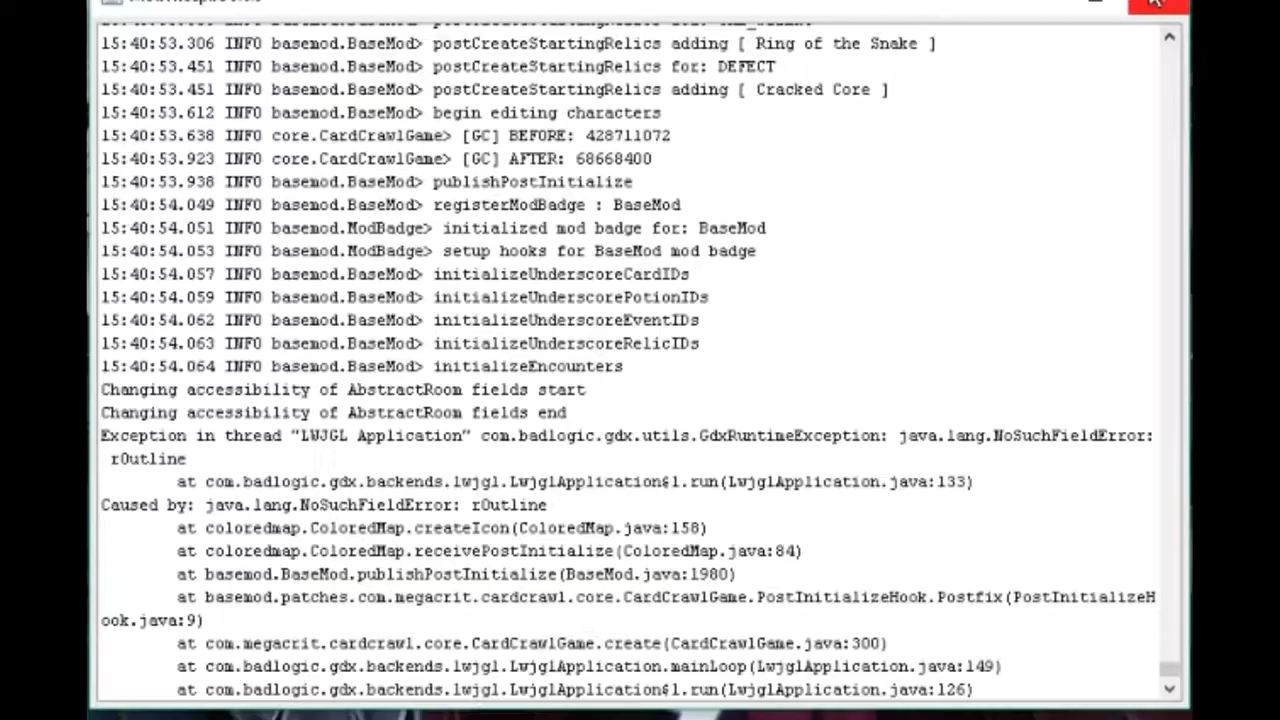 15:40:53.306 INFO basemod.BaseMod> postCreateStartingRelics adding [ Ring of the Snake ]
15:40:53.451 INFO basemod.BaseMod> postCreateStartingRelics for: DEFECT
15:40:53.451 INFO basemod.BaseMod> postCreateStartingRelics adding [ Cracked Core ]
15:40:53.612 INFO basemod.BaseMod> begin editing characters
15:40:53.638 INFO core.CardCrawlGame> [GC] BEFORE: 428711072
15:40:53.923 INFO core.CardCrawlGame> [GC] AFTER: 68668400
15:40:53.938 INFO basemod.BaseMod> publishPostInitialize
15:40:54.049 INFO basemod.BaseMod> registerModBadge : BaseMod
15:40:54.051 INFO basemod.ModBadge> initialized mod badge for: BaseMod
15:40:54.053 INFO basemod.ModBadge> setup hooks for BaseMod mod badge
15:40:54.057 INFO basemod.BaseMod> initializeUnderscoreCardIDs
15:40:54.059 INFO basemod.BaseMod> initializeUnderscorePotionIDs
15:40:54.062 INFO basemod.BaseMod> initializeUnderscoreEventIDs
15:40:54.063 INFO basemod.BaseMod> initializeUnderscoreRelicIDs
15:40:54.064 INFO basemod.BaseMod> initializeEncounters
Changing accessibility of AbstractRoom fields start
Changing accessibility of AbstractRoom fields end
Exception in thread "LWJGL Application" com.badlogic.gdx.utils.GdxRuntimeException: java.lang.NoSuchFieldError:
rOutline
at com.badlogic.gdx.backends.lwjgl.LwjglApplication$1.run(LwjglApplication.java:133)
Caused by: java.lang.NoSuchFieldError: rOutline
at coloredmap.ColoredMap.createIcon(ColoredMap.java:158)
at coloredmap.ColoredMap.receivePostInitialize(ColoredMap.java:84)
at basemod.BaseMod.publishPostInitialize(BaseMod.java:1980)
at basemod.patches.com.megacrit.cardcrawl.core.CardCrawlGame.PostInitializeHook.Postfix(PostInitializeH
ook.java:9)
at com.megacrit.cardcrawl.core.CardCrawlGame.create(CardCrawlGame.java:300)
at com.badlogic.gdx.backends.lwjgl.LwjglApplication.mainLoop(LwjglApplication.java:149)
at com.badlogic.gdx.backends.lwjgl.LwjglApplication$1.run(LwjglApplication.java:126)